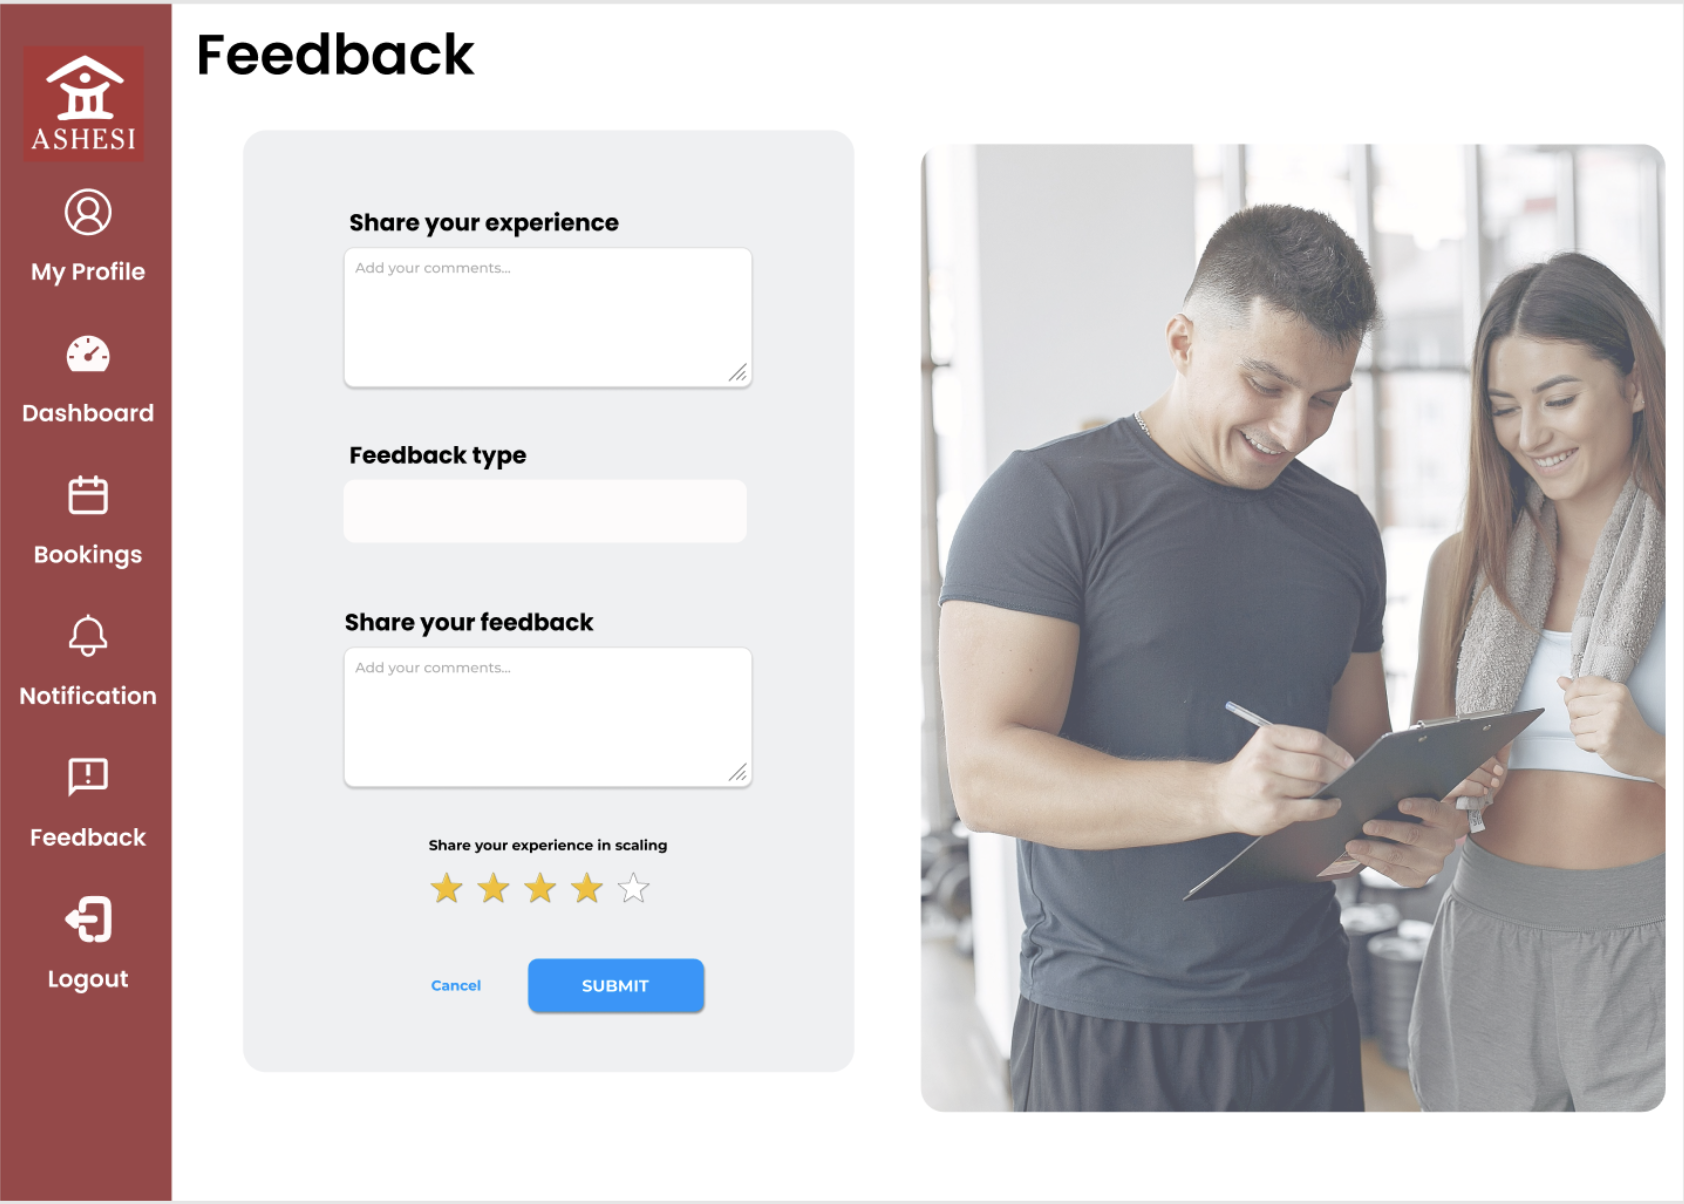 ASHESI
My Profile
Dashboard
Bookings
Notification
Feedback
Logout
Feedback
Share your experience
Add your comments...
Feedback type
Share your feedback
Add your comments...
Share your experience in scaling
Cancel
SUBMIT